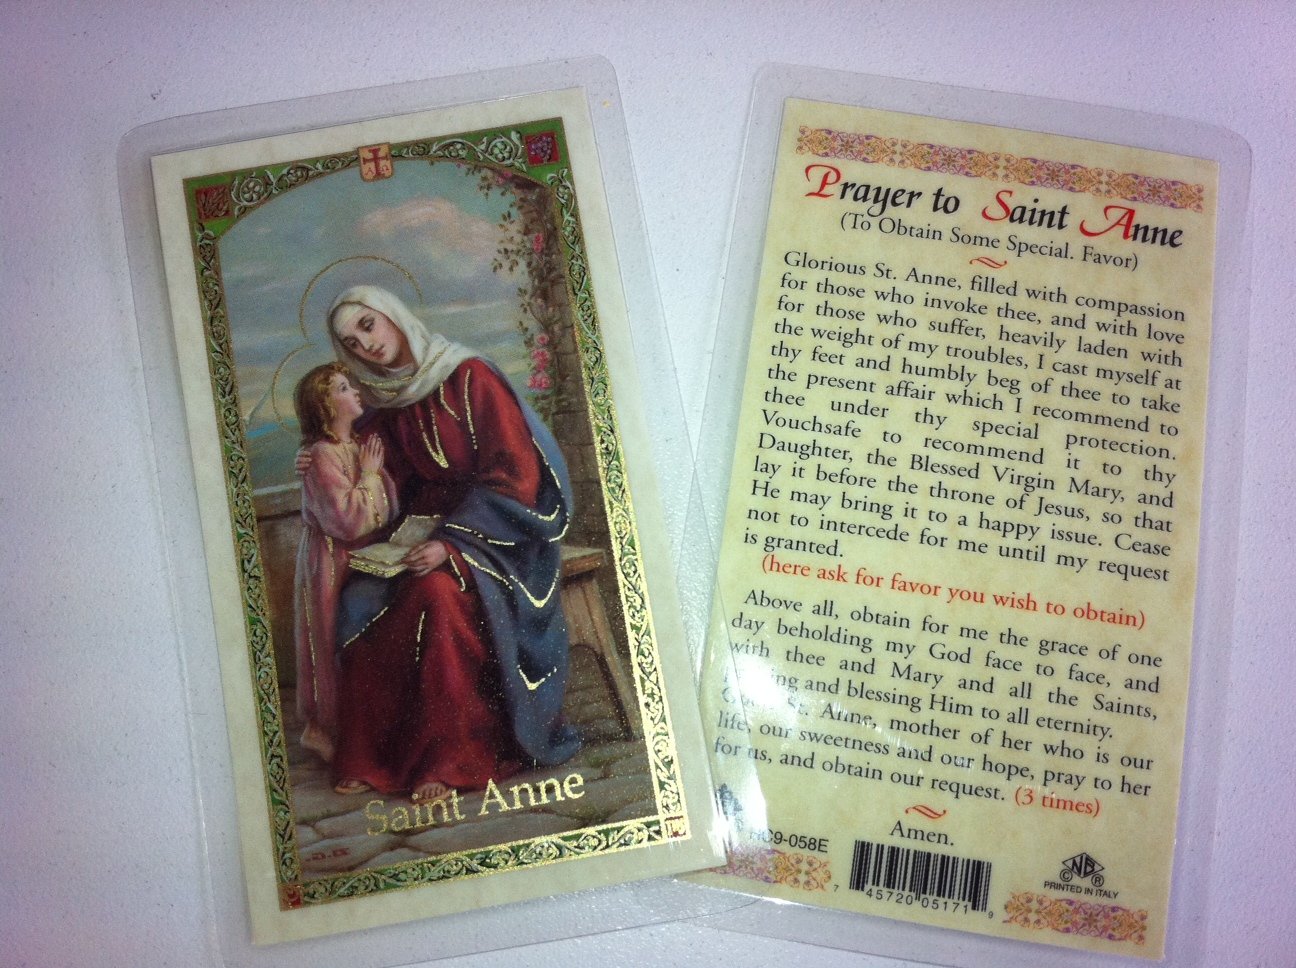 Saint Anne
Prayer to Saint Anne
(To Obtain Some Special. Favor)
Glorious St. Anne, filled with compassion
for those who invoke thee, and with love
for those who suffer, heavily laden with
the weight of my troubles, I cast myself at
thy feet and humbly beg of thee to take
the present affair which I recommend to
thee under thy special protection.
Vouchsafe to recommend it to thy
Daughter, the Blessed Virgin Mary, and
lay it before the throne of Jesus, so that
He may bring it to a happy issue. Cease
not to intercede for me until my request
is granted.
(here ask for favor you wish to obtain)
Above all, obtain for me the grace of one
day beholding my God face to face, and
with thee and Mary and all the Saints,
and blessing Him to all eternity.
St. Anne, mother of her who is our
life, our sweetness and our hope, pray to her
for us, and obtain our request. (3 times)
Amen.
HC9-058E
7 45720 05171 9
© NB ®
PRINTED IN ITALY